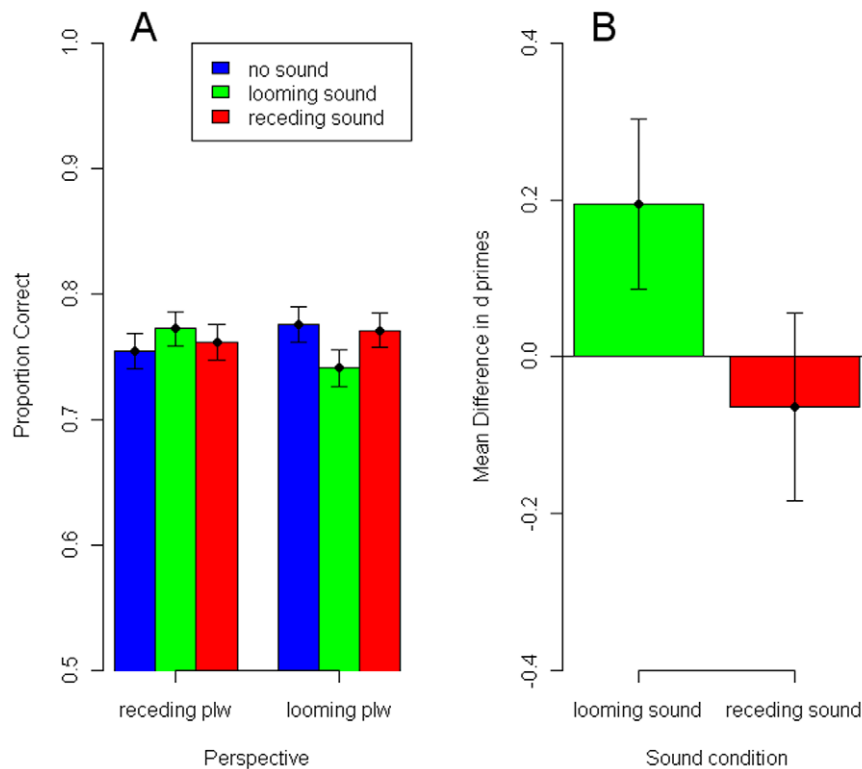 A
no sound
looming sound
receding sound
Proportion Correct
1.0
0.9
0.8
0.7
0.6
0.5
receding plw
looming plw
Perspective
B
Mean Difference in d primes
0.4
0.2
0.0
-0.2
-0.4
looming sound
receding sound
Sound condition